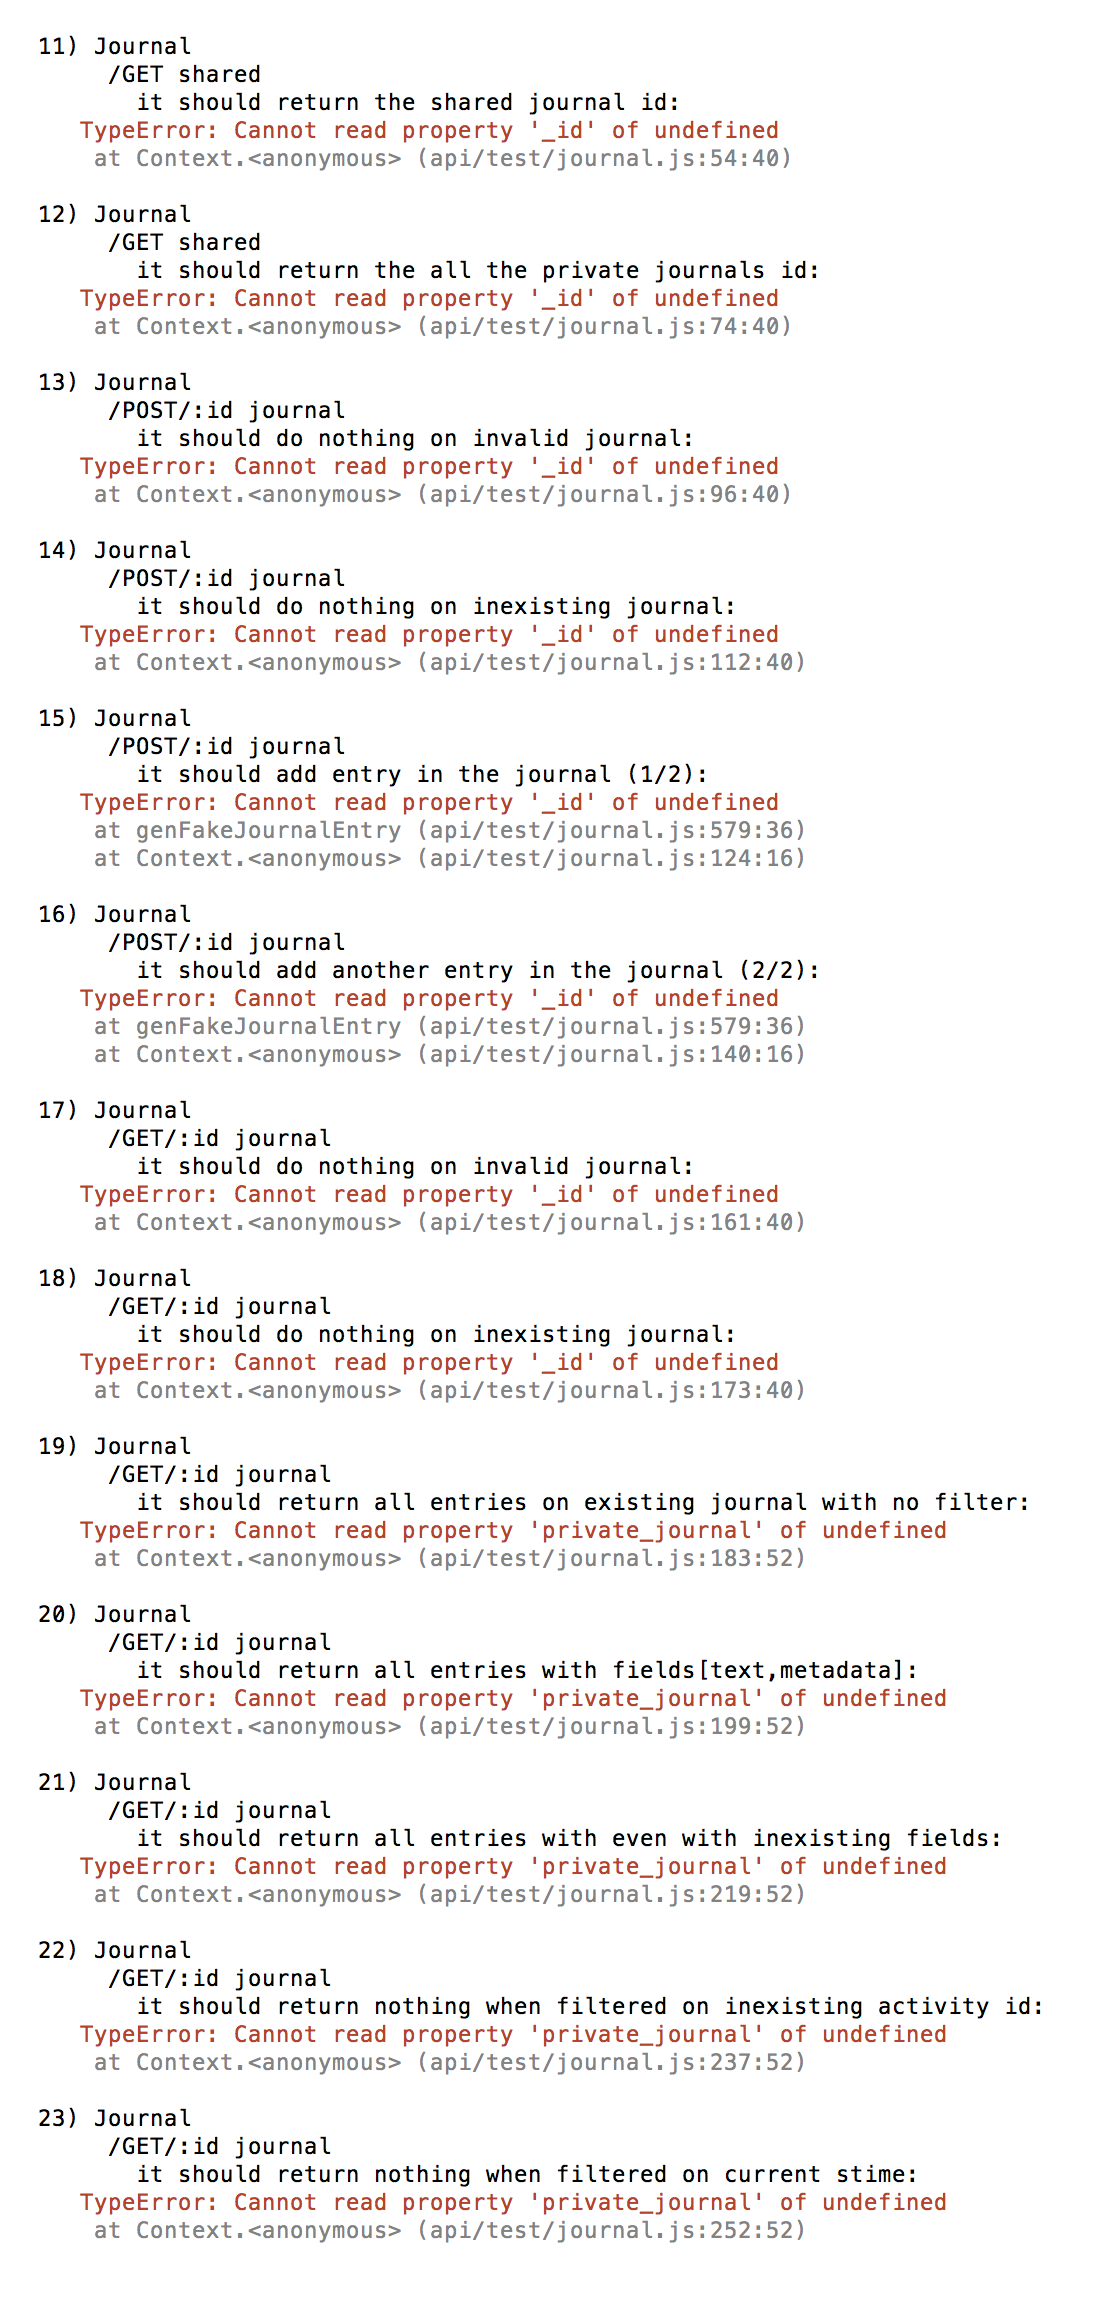 11) Journal
/GET shared
it should return the shared journal id:
TypeError: Cannot read property '_id' of undefined
at Context.<anonymous> (api/test/journal.js:54:40)
12) Journal
/GET shared
it should return the all the private journals id:
TypeError: Cannot read property '_id' of undefined
at Context.<anonymous> (api/test/journal.js:74:40)
13) Journal
/POST/:id journal
it should do nothing on invalid journal:
TypeError: Cannot read property '_id' of undefined
at Context.<anonymous> (api/test/journal.js:96:40)
14) Journal
/POST/:id journal
it should do nothing on inexisting journal:
TypeError: Cannot read property '_id' of undefined
at Context.<anonymous> (api/test/journal.js:112:40)
15) Journal
/POST/:id journal
it should add entry in the journal (1/2):
TypeError: Cannot read property '_id' of undefined
at genFakeJournalEntry (api/test/journal.js:579:36)
at Context.<anonymous> (api/test/journal.js:124:16)
16) Journal
/POST/:id journal
it should add another entry in the journal (2/2):
TypeError: Cannot read property '_id' of undefined
at genFakeJournalEntry (api/test/journal.js:579:36)
at Context.<anonymous> (api/test/journal.js:140:16)
17) Journal
/GET/:id journal
it should do nothing on invalid journal:
TypeError: Cannot read property '_id' of undefined
at Context.<anonymous> (api/test/journal.js:161:40)
18) Journal
/GET/:id journal
it should do nothing on inexisting journal:
TypeError: Cannot read property '_id' of undefined
at Context.<anonymous> (api/test/journal.js:173:40)
19) Journal
/GET/:id journal
it should return all entries on existing journal with no filter:
TypeError: Cannot read property 'private_journal' of undefined
at Context.<anonymous> (api/test/journal.js:183:52)
20) Journal
/GET/:id journal
it should return all entries with fields[text,metadata]:
TypeError: Cannot read property 'private_journal' of undefined
at Context.<anonymous> (api/test/journal.js:199:52)
21) Journal
/GET/:id journal
it should return all entries with even with inexisting fields:
TypeError: Cannot read property 'private_journal' of undefined
at Context.<anonymous> (api/test/journal.js:219:52)
22) Journal
/GET/:id journal
it should return nothing when filtered on inexisting activity id:
TypeError: Cannot read property 'private_journal' of undefined
at Context.<anonymous> (api/test/journal.js:237:52)
23) Journal
/GET/:id journal
it should return nothing when filtered on current stime:
TypeError: Cannot read property 'private_journal' of undefined
at Context.<anonymous> (api/test/journal.js:252:52)